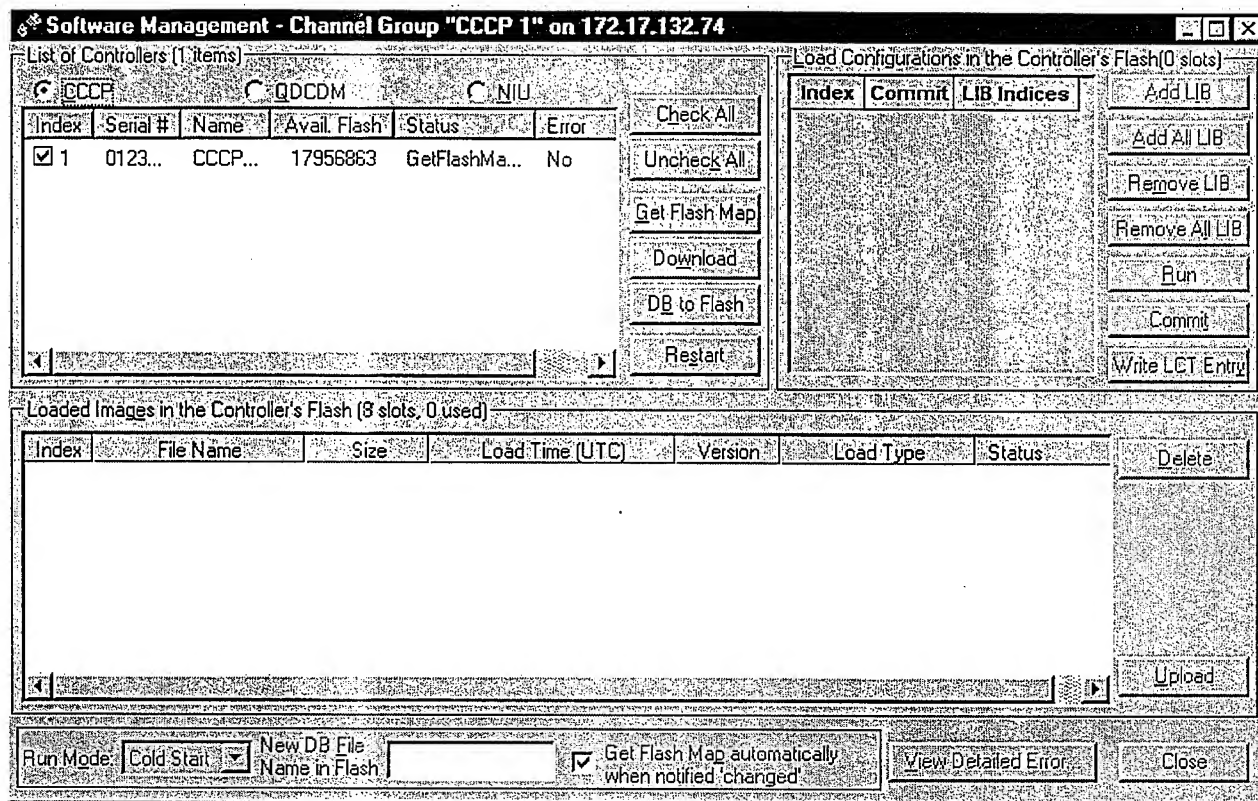 Software Management - Channel Group "CCCP 1" on 172.17.132.74
List of Controllers (1 items)
CCCP QDCDM NIU
Index Serial # Name Avail. Flash Status Error
1 0123... CCCP... 17956863 GetFlashMa... No
Check All
Uncheck All
Get Flash Map
Download
DB to Flash
Restart
Load Configurations in the Controller's Flash(0 slots)
Index Commit LIB Indices
Add LIB
Add All LIB
Remove LIB
Remove All LIB
Run
Commit
Write LCT Entry
Loaded Images in the Controller's Flash (8 slots, 0 used)
Index File Name Size Load Time (UTC) Version Load Type Status
Delete
Upload
Run Mode: Cold Start
New DB File
Name in Flash
Get Flash Map automatically
when notified 'changed'
View Detailed Error...
Close